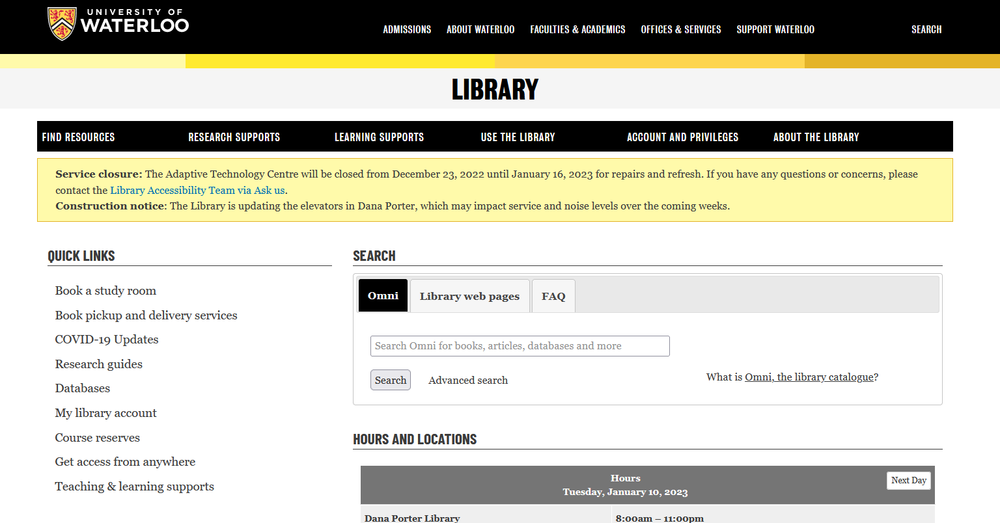 UNIVERSITY OF
WATERLOO
ADMISSIONS ABOUT WATERLOO FACULTIES & ACADEMICS OFFICES & SERVICES SUPPORT WATERLOO SEARCH
LIBRARY
FIND RESOURCES RESEARCH SUPPORTS LEARNING SUPPORTS USE THE LIBRARY ACCOUNT AND PRIVILEGES ABOUT THE LIBRARY
Service closure: The Adaptive Technology Centre will be closed from December 23, 2022 until January 16, 2023 for repairs and refresh. If you have any questions or concerns, please
contact the Library Accessibility Team via Ask us.
Construction notice: The Library is updating the elevators in Dana Porter, which may impact service and noise levels over the coming weeks.
QUICK LINKS
Book a study room
Book pickup and delivery services
COVID-19 Updates
Research guides
Databases
My library account
Course reserves
Get access from anywhere
Teaching & learning supports
SEARCH
Omni Library web pages FAQ
Search Omni for books, articles, databases and more
Search Advanced search What is Omni, the library catalogue?
HOURS AND LOCATIONS
Hours
Tuesday, January 10, 2023
Next Day
Dana Porter Library 8:00am – 11:00pm